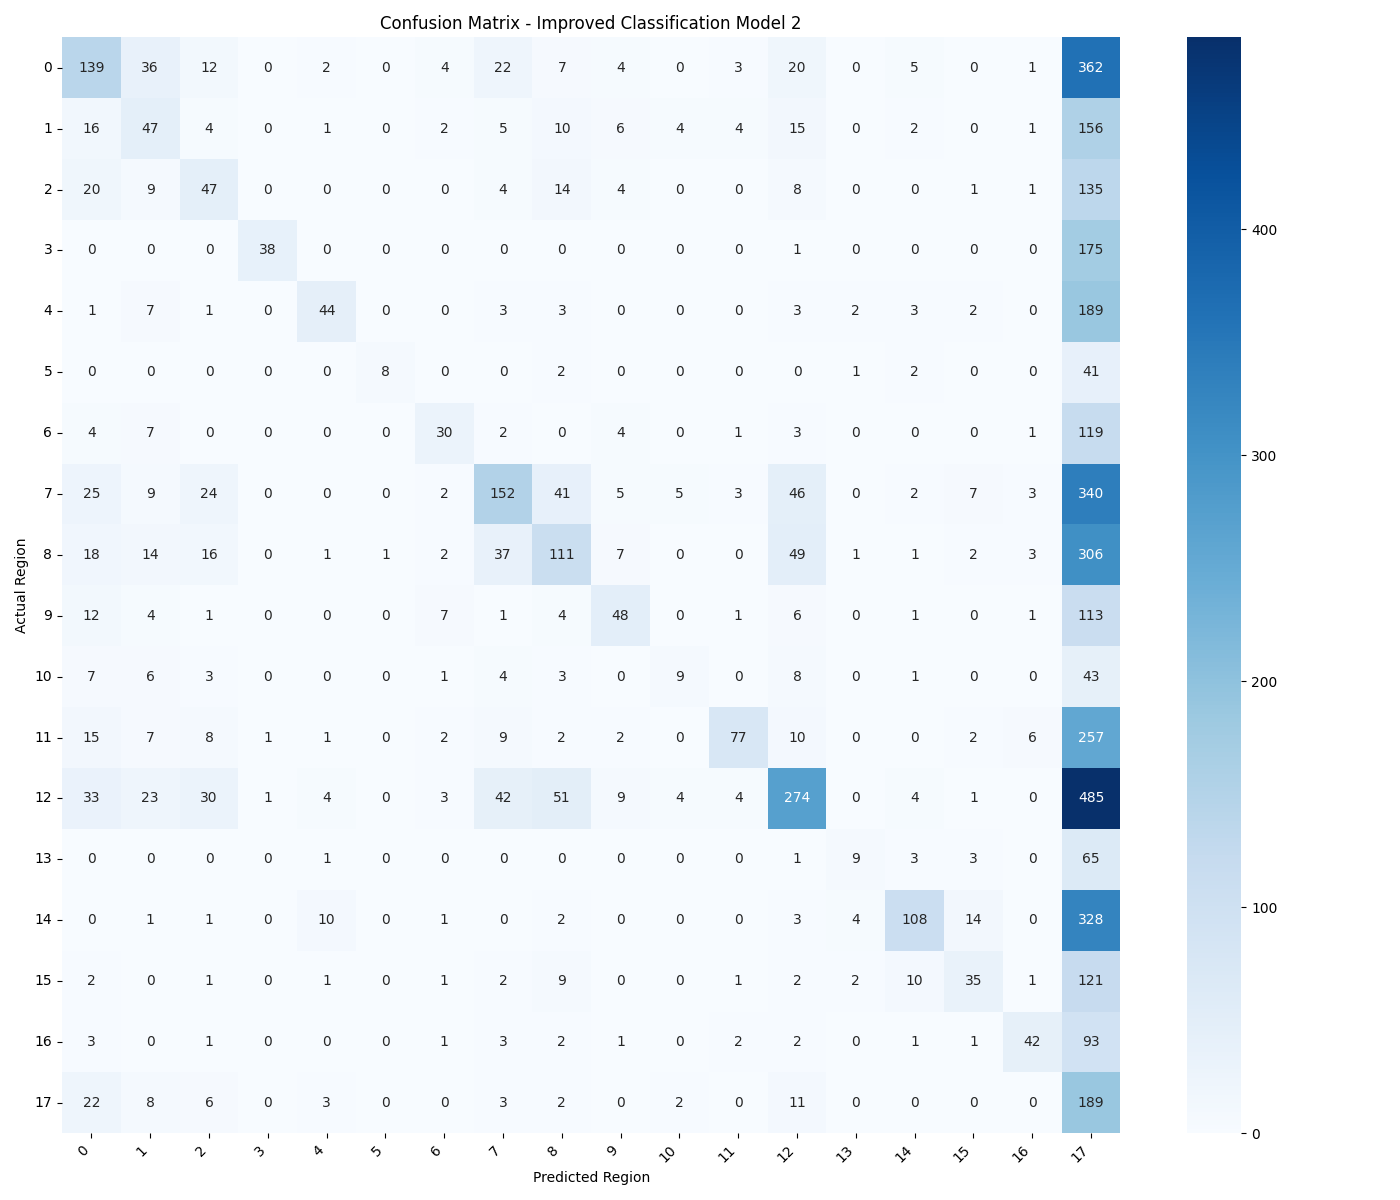 Confusion Matrix - Improved Classification Model 2
0 139 36 12 0 2 0 4 22 7 4 0 3 20 0 5 0 1 362
1 16 47 4 0 1 0 2 5 10 6 4 4 15 0 2 0 1 156
2 20 9 47 0 0 0 0 4 14 4 0 0 8 0 0 1 1 135
3 0 0 0 38 0 0 0 0 0 0 0 0 1 0 0 0 0 175
4 1 7 1 0 44 0 0 3 3 0 0 0 3 2 3 2 0 189
5 0 0 0 0 0 8 0 0 2 0 0 0 0 1 2 0 0 41
6 4 7 0 0 0 0 30 2 0 4 0 1 3 0 0 0 1 119
7 25 9 24 0 0 0 2 152 41 5 5 3 46 0 2 7 3 340
8 18 14 16 0 1 1 2 37 111 7 0 0 49 1 1 2 3 306
9 12 4 1 0 0 0 7 1 4 48 0 1 6 0 1 0 1 113
10 7 6 3 0 0 0 1 4 3 0 9 0 8 0 1 0 0 43
11 15 7 8 1 1 0 2 9 2 2 0 77 10 0 0 2 6 257
12 33 23 30 1 4 0 3 42 51 9 4 4 274 0 4 1 0 485
13 0 0 0 0 1 0 0 0 0 0 0 0 1 9 3 3 0 65
14 0 1 1 0 10 0 1 0 2 0 0 0 3 4 108 14 0 328
15 2 0 1 0 1 0 1 2 9 0 0 1 2 2 10 35 1 121
16 3 0 1 0 0 0 1 3 2 1 0 2 2 0 1 1 42 93
17 22 8 6 0 3 0 0 3 2 0 2 0 11 0 0 0 0 189
0 1 2 3 4 5 6 7 8 9 10 11 12 13 14 15 16 17
Predicted Region
Actual Region
400
300
200
100
0